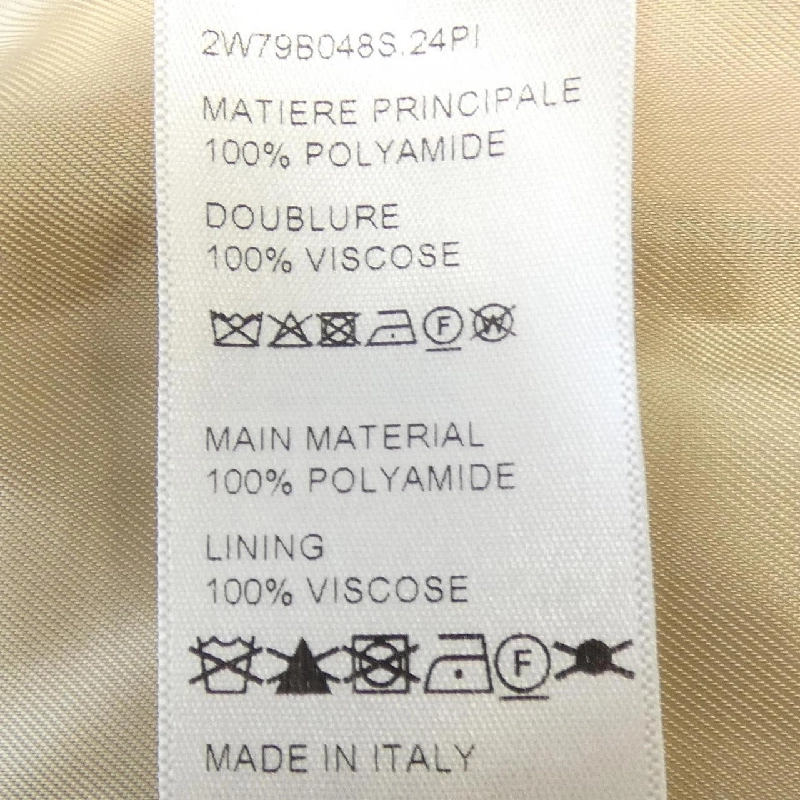 2W79B048S.24PI
MATIERE PRINCIPALE
100% POLYAMIDE
DOUBLURE
100% VISCOSE
F W
MAIN MATERIAL
100% POLYAMIDE
LINING
100% VISCOSE
F
MADE IN ITALY